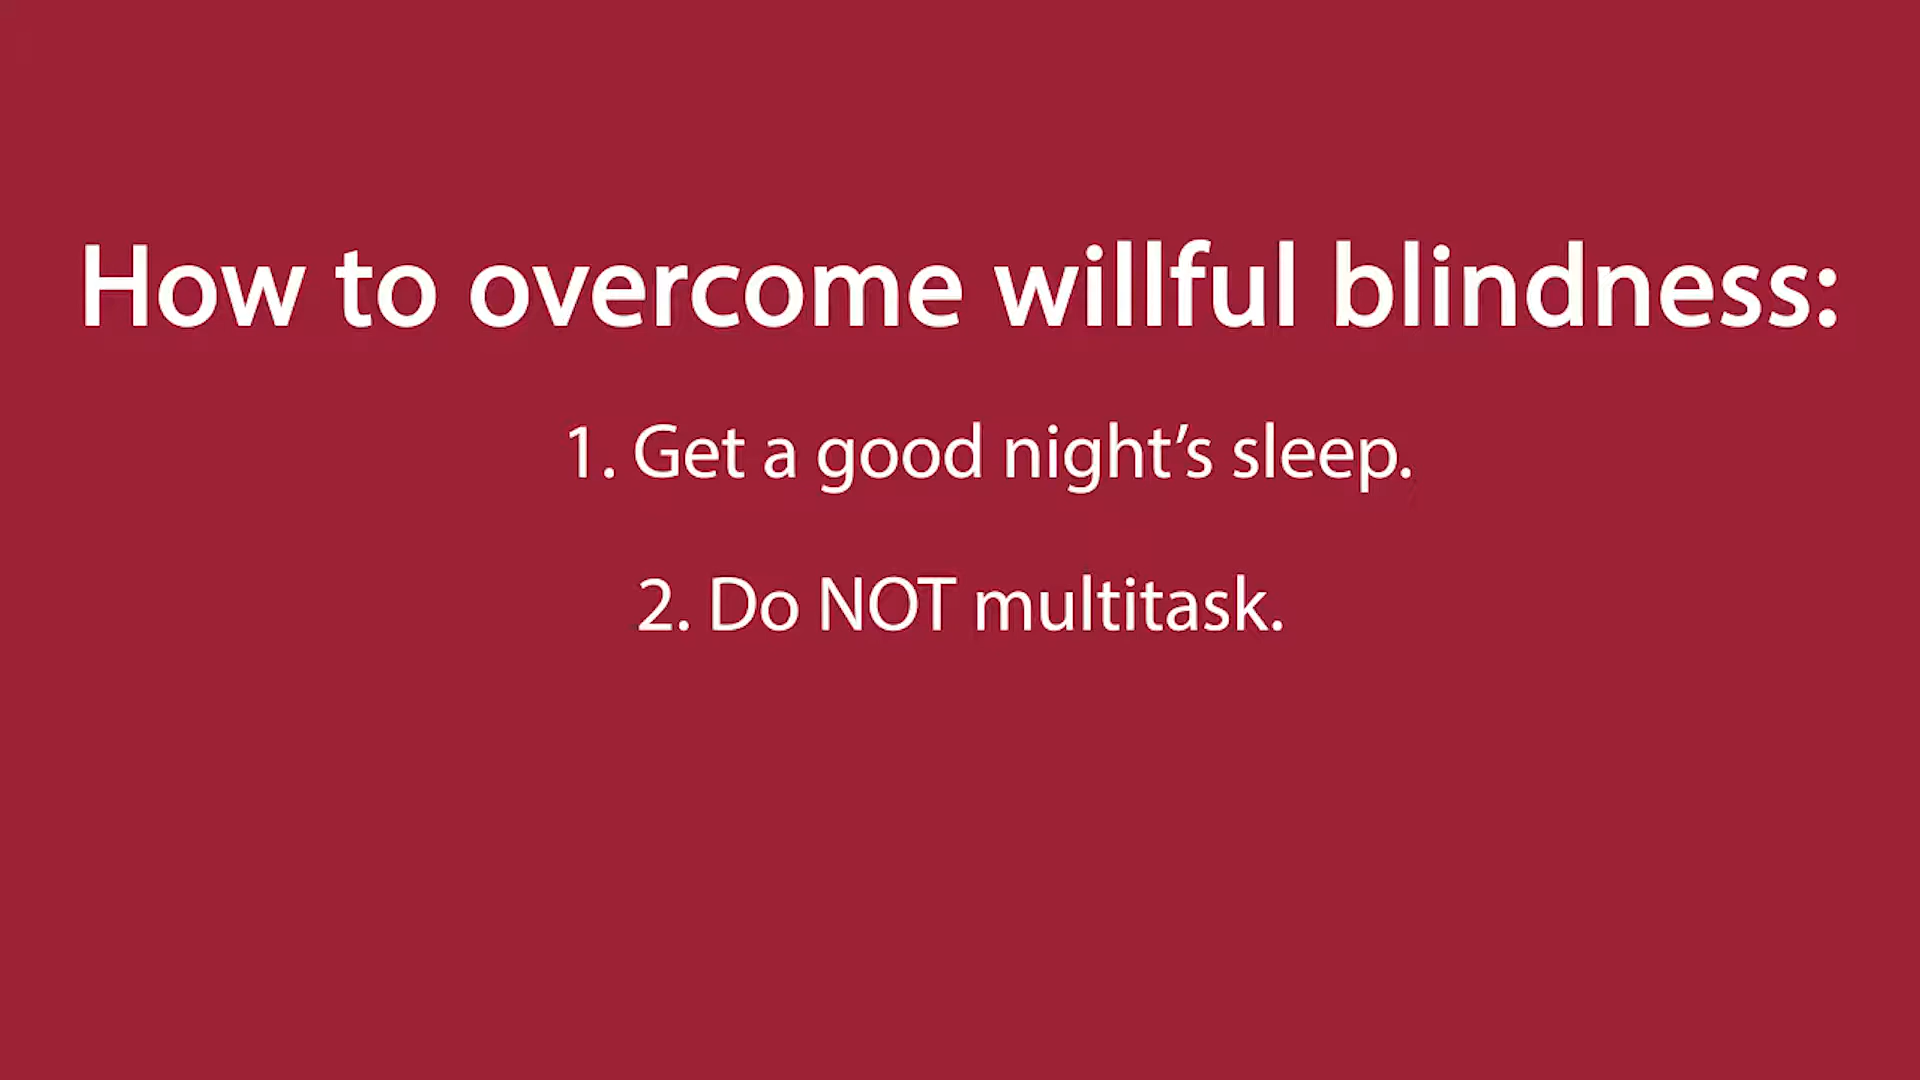 How to overcome willful blindness:
1. Get a good night’s sleep.
2. Do NOT multitask.